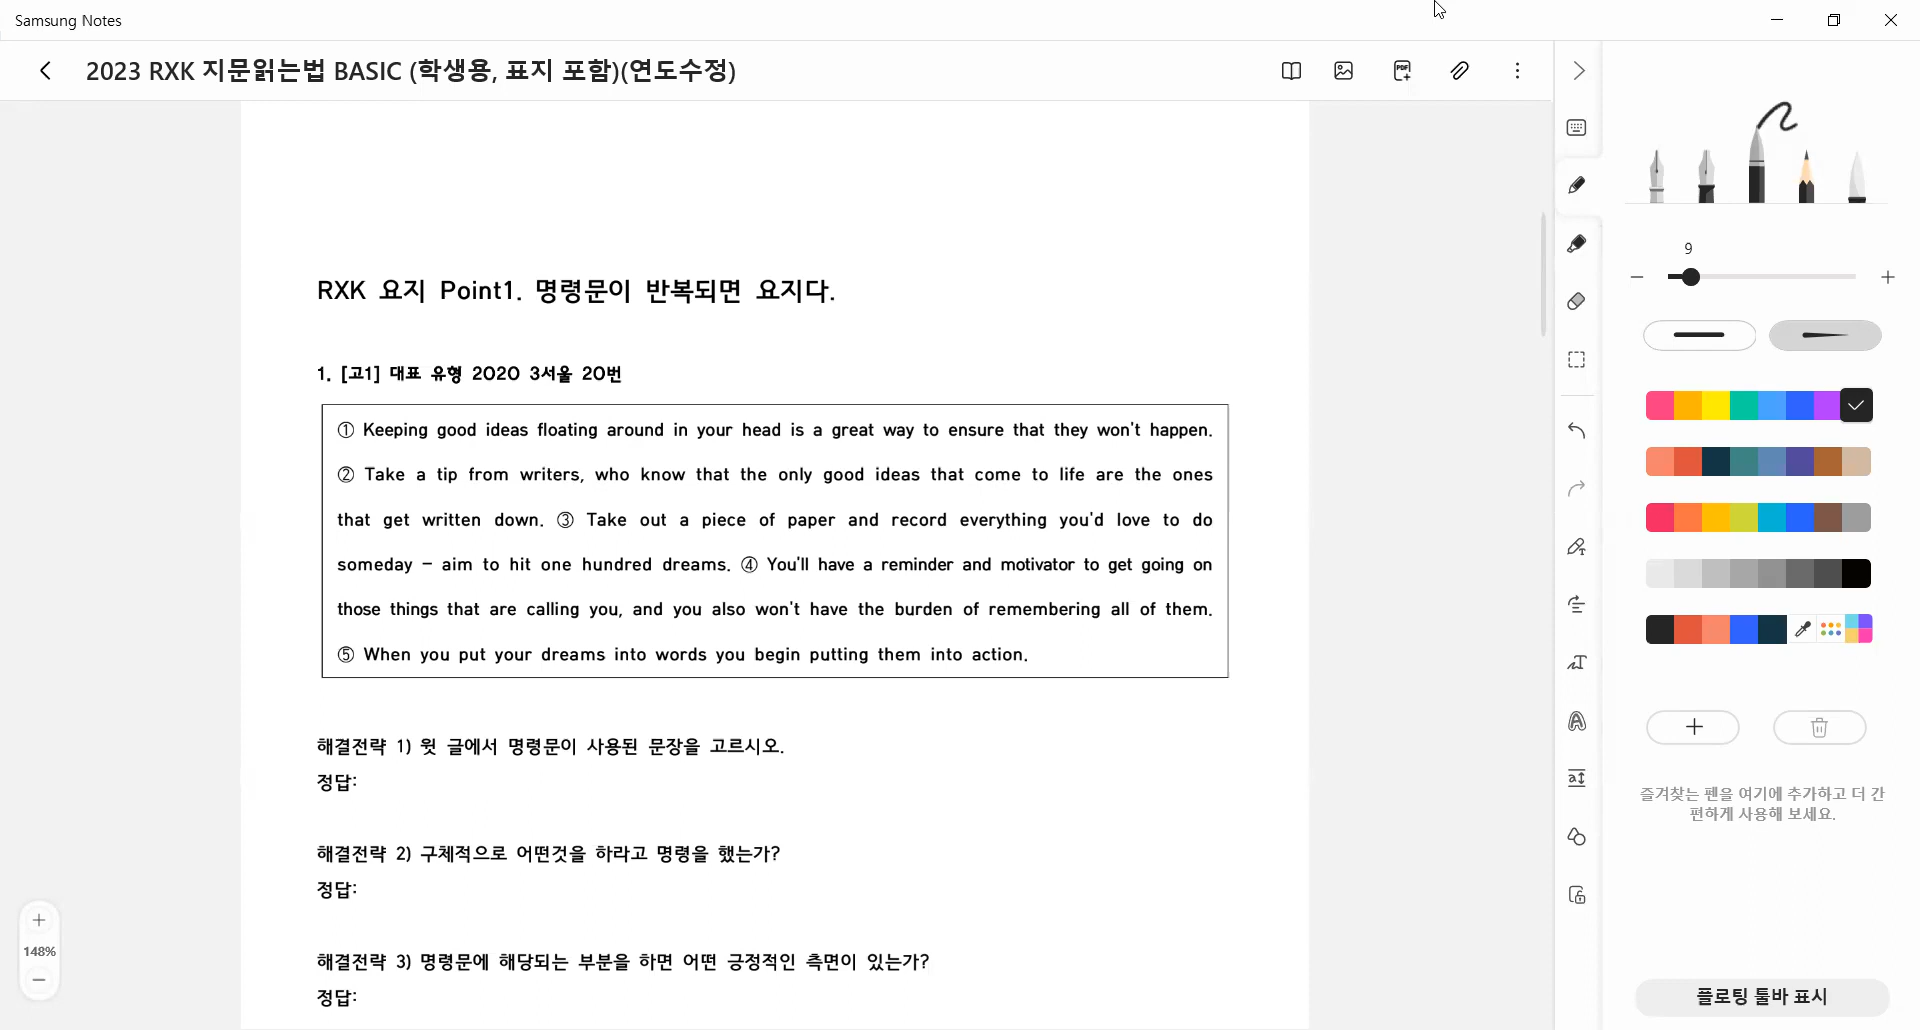 Samsung Notes
2023 RXK 지문읽는법 BASIC (학생용, 표지 포함)(연도수정)
PDF
9
RXK 요지 Point1. 명령문이 반복되면 요지다.
1. [고1] 대표 유형 2020 3서울 20번
① Keeping good ideas floating around in your head is a great way to ensure that they won't happen.
② Take a tip from writers, who know that the only good ideas that come to life are the ones
that get written down. ③ Take out a piece of paper and record everything you'd love to do
someday – aim to hit one hundred dreams. ④ You'll have a reminder and motivator to get going on
those things that are calling you, and you also won't have the burden of remembering all of them.
⑤ When you put your dreams into words you begin putting them into action.
해결전략 1) 윗 글에서 명령문이 사용된 문장을 고르시오.
정답:
해결전략 2) 구체적으로 어떤것을 하라고 명령을 했는가?
정답:
해결전략 3) 명령문에 해당되는 부분을 하면 어떤 긍정적인 측면이 있는가?
정답:
148%
즐겨찾는 펜을 여기에 추가하고 더 간
편하게 사용해 보세요.
플로팅 툴바 표시